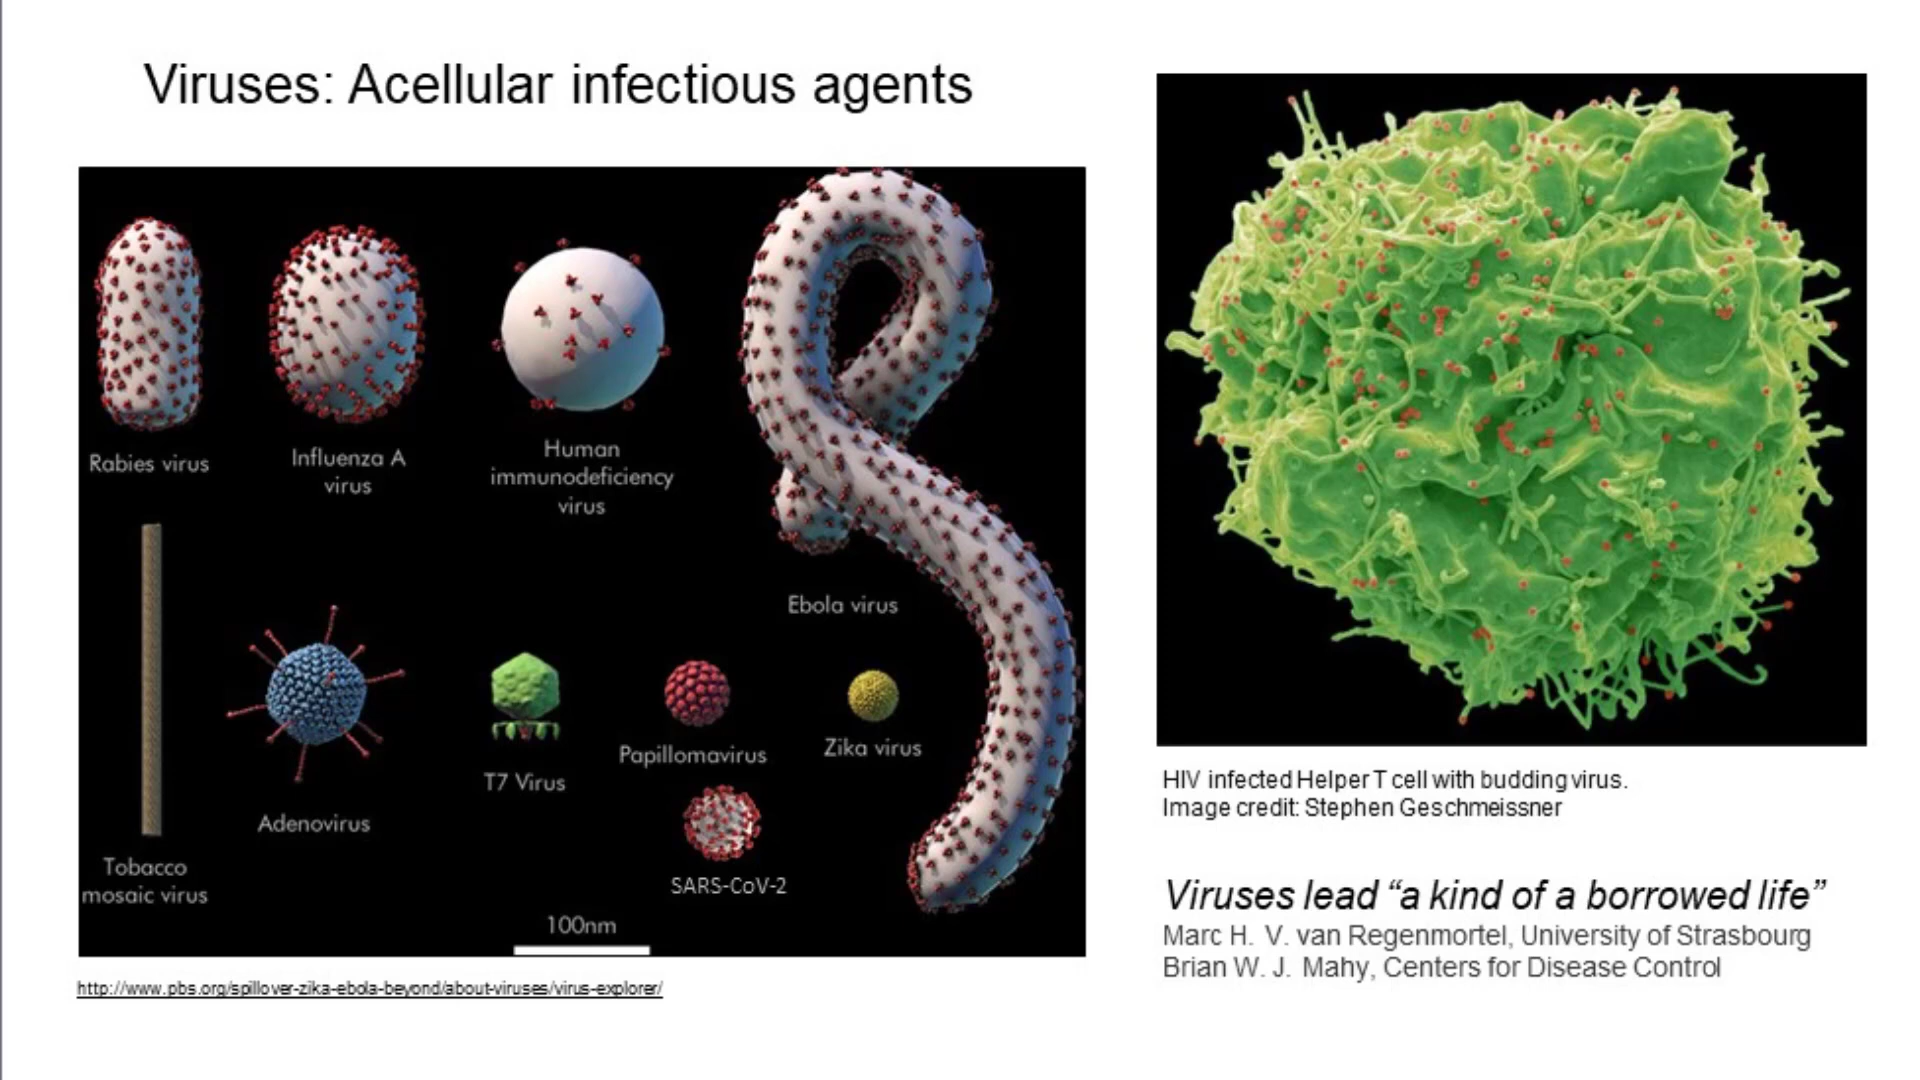 Viruses: Acellular infectious agents
Rabies virus
Influenza A
virus
Human
immunodeficiency
virus
Ebola virus
Tobacco
mosaic virus
Adenovirus
T7 Virus
Papillomavirus
Zika virus
SARS-CoV-2
100nm
http://www.pbs.org/spillover-zika-ebola-beyond/about-viruses/virus-explorer/
HIV infected Helper T cell with budding virus.
Image credit: Stephen Geschmeissner
Viruses lead “a kind of a borrowed life”
Marc H. V. van Regenmortel, University of Strasbourg
Brian W. J. Mahy, Centers for Disease Control